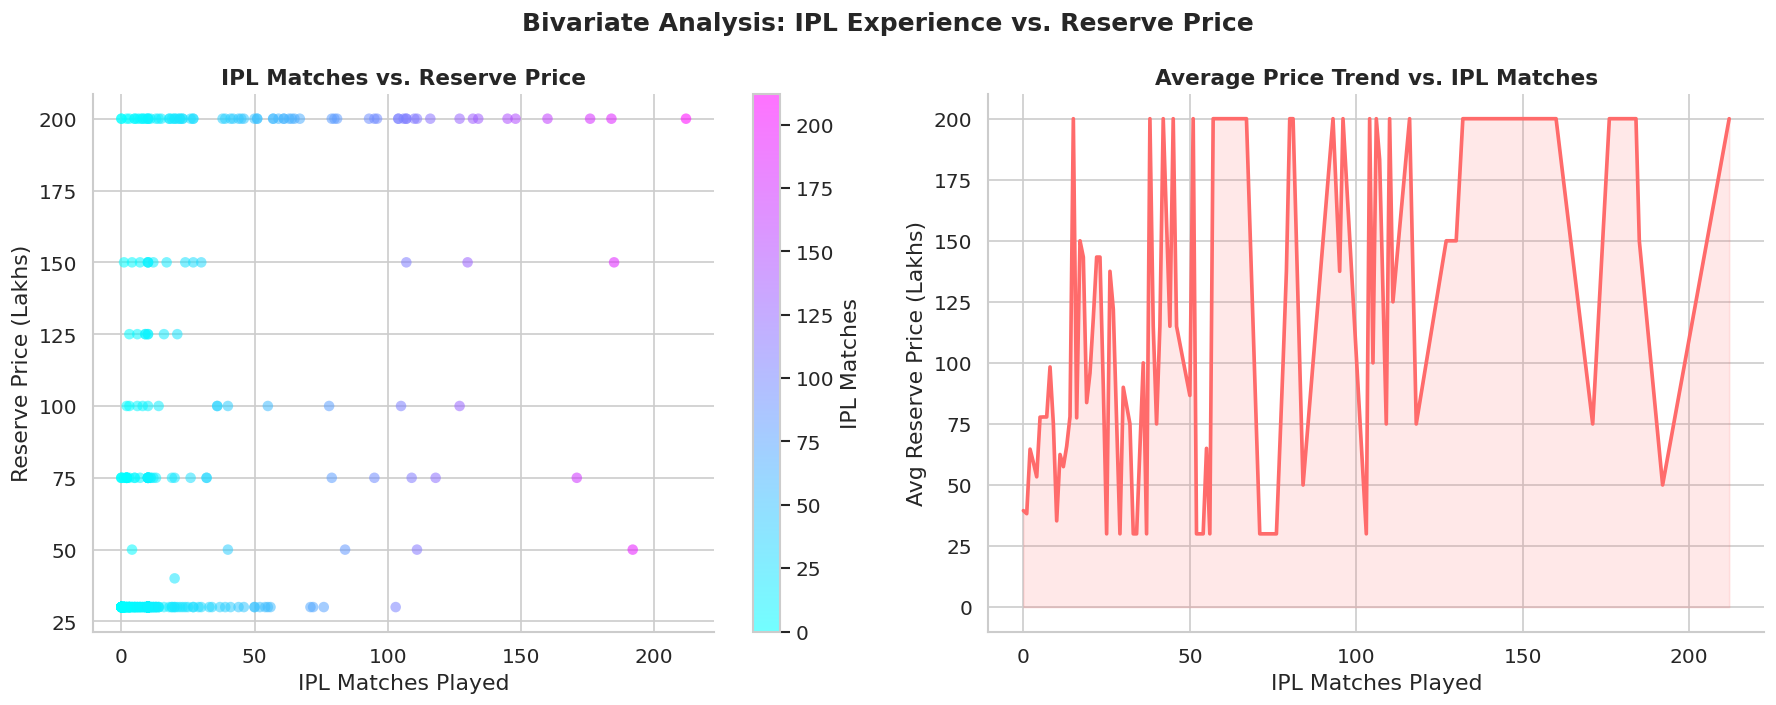 Bivariate Analysis: IPL Experience vs. Reserve Price
IPL Matches vs. Reserve Price
Reserve Price (Lakhs)
200
175
150
125
100
75
50
25
0 50 100 150 200
IPL Matches Played
200
175
150
125
100
75
50
25
0
IPL Matches
Average Price Trend vs. IPL Matches
Avg Reserve Price (Lakhs)
200
175
150
125
100
75
50
25
0
0 50 100 150 200
IPL Matches Played